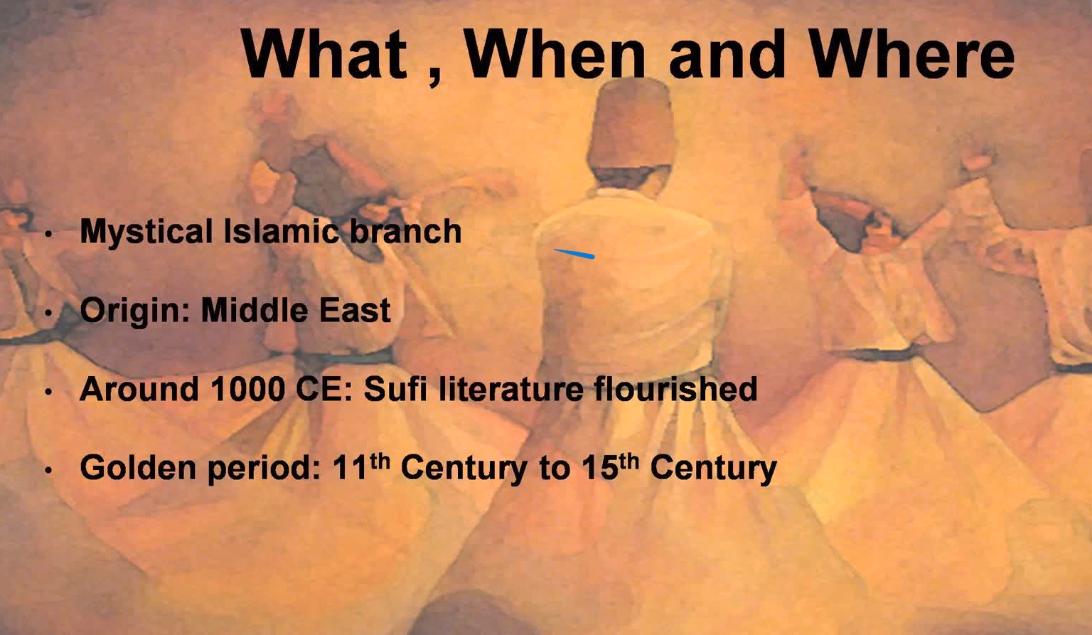 What , When and Where
• Mystical Islamic branch
• Origin: Middle East
• Around 1000 CE: Sufi literature flourished
• Golden period: 11th Century to 15th Century